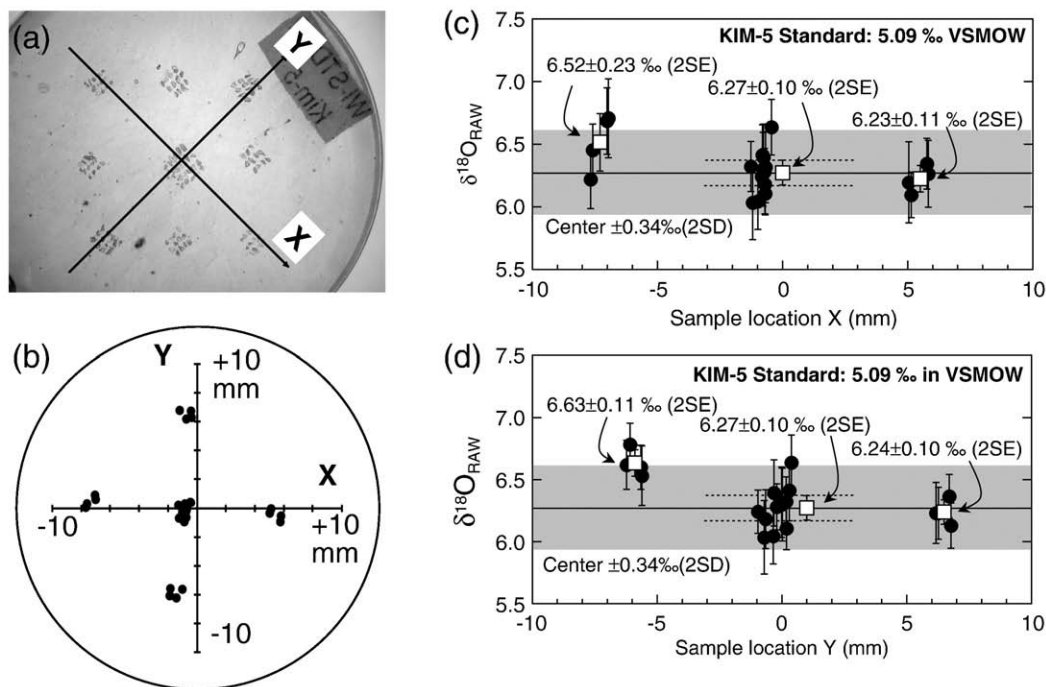 (a)
Y
WI-STD
Kim-5
X
(b)
Y
+10
mm
X
-10
+10
mm
-10
(c)
7.5
7.0
6.5
6.0
5.5
δ18ORAW
KIM-5 Standard: 5.09 ‰ VSMOW
6.52±0.23 ‰ (2SE)
6.27±0.10 ‰ (2SE)
6.23±0.11 ‰ (2SE)
Center ±0.34‰(2SD)
-10 -5 0 5 10
Sample location X (mm)
(d)
7.5
7.0
6.5
6.0
5.5
δ18ORAW
KIM-5 Standard: 5.09 ‰ in VSMOW
6.63±0.11 ‰ (2SE)
6.27±0.10 ‰ (2SE)
6.24±0.10 ‰ (2SE)
Center ±0.34‰(2SD)
-10 -5 0 5 10
Sample location Y (mm)